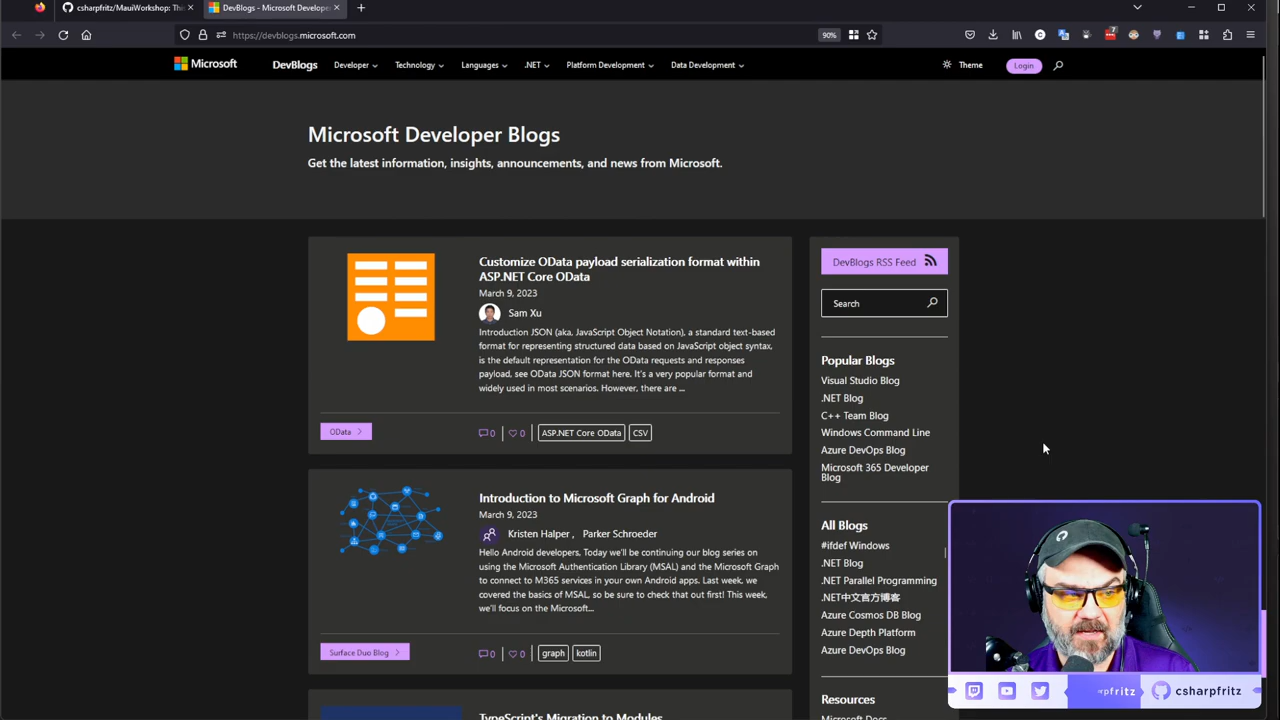 csharpfritz/MauiWorkshop: Thi
DevBlogs - Microsoft Developer
https://devblogs.microsoft.com
90%
7
Microsoft
DevBlogs
Developer
Technology
Languages
.NET
Platform Development
Data Development
Theme
Login
Microsoft Developer Blogs
Get the latest information, insights, announcements, and news from Microsoft.
Customize OData payload serialization format within
ASP.NET Core OData
March 9, 2023
Sam Xu
Introduction JSON (aka, JavaScript Object Notation), a standard text-based
format for representing structured data based on JavaScript object syntax,
is the default representation for the OData requests and responses
payload, see OData JSON format here. It's a very popular format and
widely used in most scenarios. However, there are ...
OData
0
0
ASP.NET Core OData
CSV
Introduction to Microsoft Graph for Android
March 9, 2023
Kristen Halper , Parker Schroeder
Hello Android developers, Today we'll be continuing our blog series on
using the Microsoft Authentication Library (MSAL) and the Microsoft Graph
to connect to M365 services in your own Android apps. Last week, we
covered the basics of MSAL, so be sure to check that out first! This week,
we'll focus on the Microsoft...
Surface Duo Blog
0
0
graph
kotlin
TypeScript's Migration to Modules
DevBlogs RSS Feed
Search
Popular Blogs
Visual Studio Blog
.NET Blog
C++ Team Blog
Windows Command Line
Azure DevOps Blog
Microsoft 365 Developer
Blog
All Blogs
#ifdef Windows
.NET Blog
.NET Parallel Programming
.NET中文官方博客
Azure Cosmos DB Blog
Azure Depth Platform
Azure DevOps Blog
Resources
Microsoft Docs
pfritz
csharpfritz